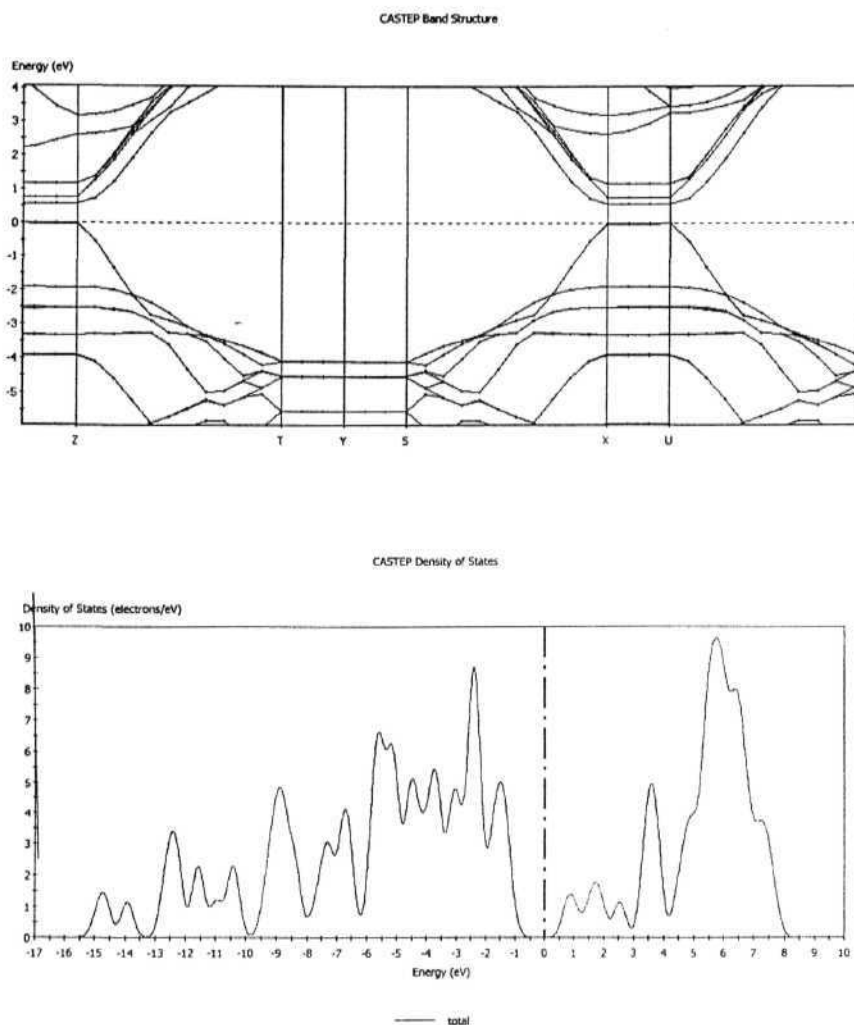 CASTEP Band Structure
Energy (eV)
4
3
2
1
0
-1
-2
-3
-4
-5
Z T Y S X U
CASTEP Density of States
Density of States (electrons/eV)
10
9
8
7
6
5
4
3
2
1
0
-17 -16 -15 -14 -13 -12 -11 -10 -9 -8 -7 -6 -5 -4 -3 -2 -1 0 1 2 3 4 5 6 7 8 9 10
Energy (eV)
total